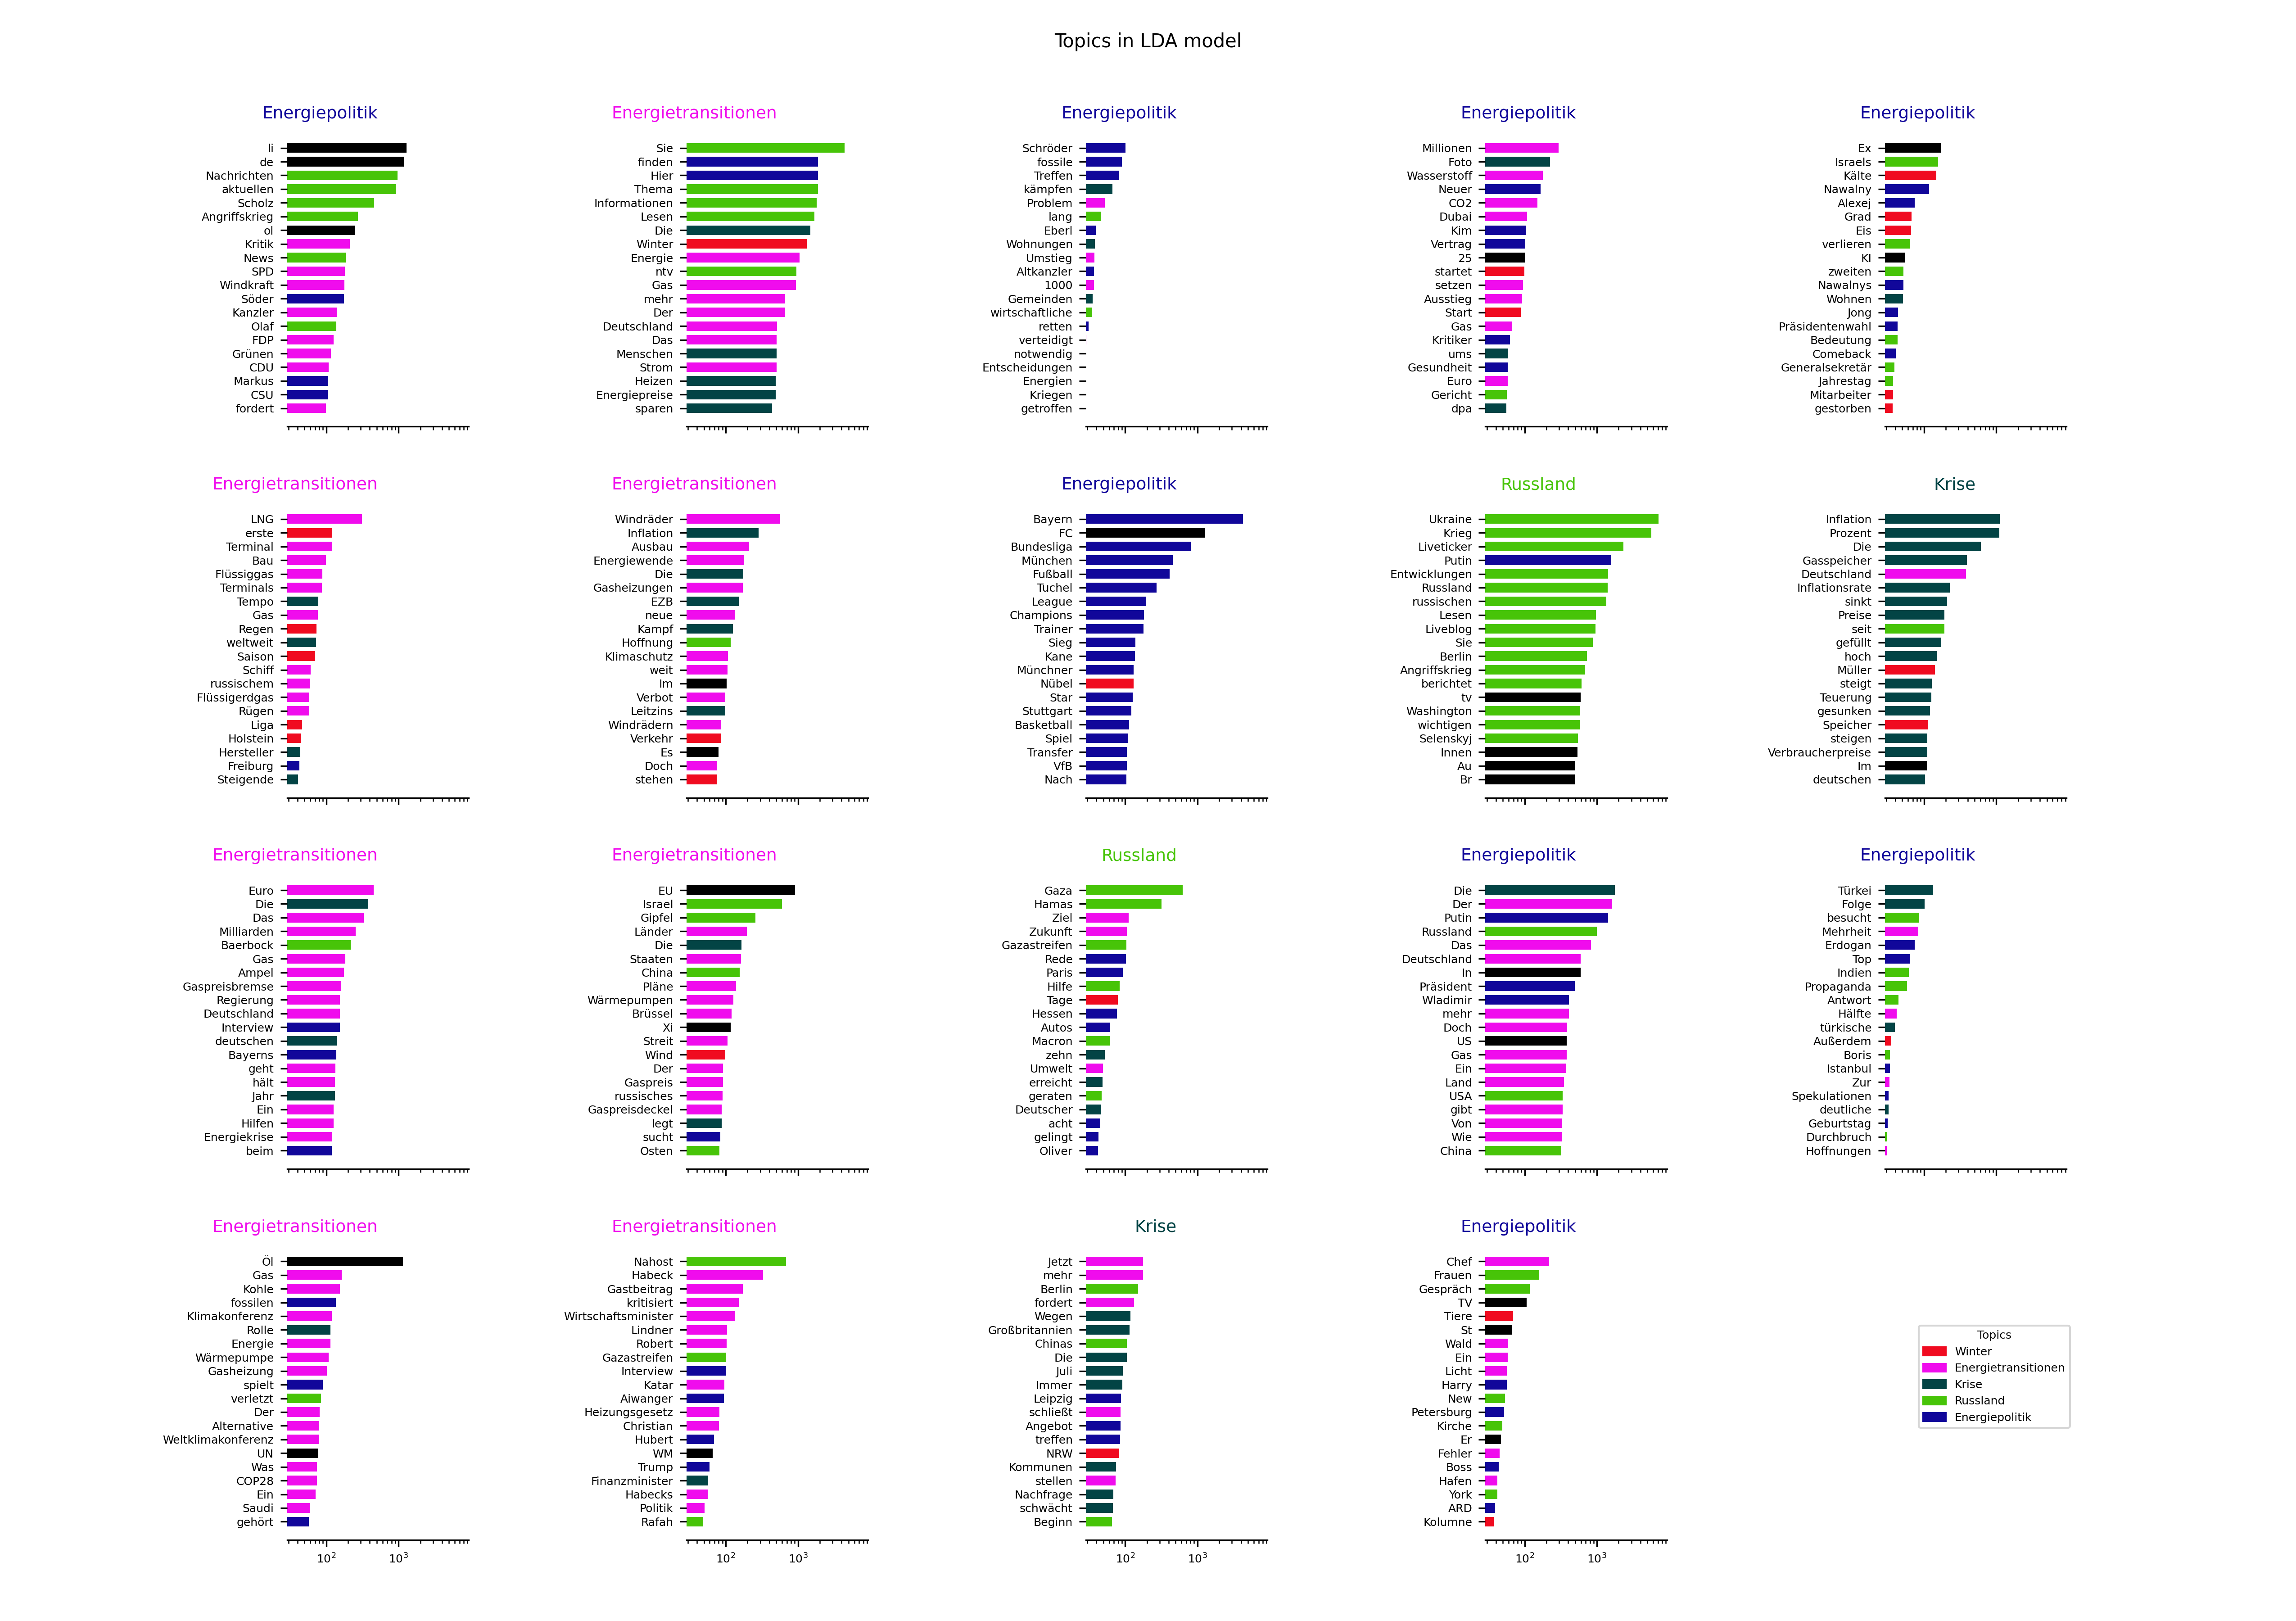 Topics in LDA model
Energiepolitik
li
de
Nachrichten
aktuellen
Scholz
Angriffskrieg
ol
Kritik
News
SPD
Windkraft
Söder
Kanzler
Olaf
FDP
Grünen
CDU
Markus
CSU
fordert
Energietransitionen
Sie
finden
Hier
Thema
Informationen
Lesen
Die
Winter
Energie
ntv
Gas
mehr
Der
Deutschland
Das
Menschen
Strom
Heizen
Energiepreise
sparen
Energiepolitik
Schröder
fossile
Treffen
kämpfen
Problem
lang
Eberl
Wohnungen
Umstieg
Altkanzler
1000
Gemeinden
wirtschaftliche
retten
verteidigt
notwendig
Entscheidungen
Energien
Kriegen
getroffen
Energiepolitik
Millionen
Foto
Wasserstoff
Neuer
CO2
Dubai
Kim
Vertrag
25
startet
setzen
Ausstieg
Start
Gas
Kritiker
ums
Gesundheit
Euro
Gericht
dpa
Energiepolitik
Ex
Israels
Kälte
Nawalny
Alexej
Grad
Eis
verlieren
KI
zweiten
Nawalnys
Wohnen
Jong
Präsidentenwahl
Bedeutung
Comeback
Generalsekretär
Jahrestag
Mitarbeiter
gestorben
Energietransitionen
LNG
erste
Terminal
Bau
Flüssiggas
Terminals
Tempo
Gas
Regen
weltweit
Saison
Schiff
russischem
Flüssigerdgas
Rügen
Liga
Holstein
Hersteller
Freiburg
Steigende
Energietransitionen
Windräder
Inflation
Ausbau
Energiewende
Die
Gasheizungen
EZB
neue
Kampf
Hoffnung
Klimaschutz
weit
Im
Verbot
Leitzins
Windrädern
Verkehr
Es
Doch
stehen
Energiepolitik
Bayern
FC
Bundesliga
München
Fußball
Tuchel
League
Champions
Trainer
Sieg
Kane
Münchner
Nübel
Star
Stuttgart
Basketball
Spiel
Transfer
VfB
Nach
Russland
Ukraine
Krieg
Liveticker
Putin
Entwicklungen
Russland
russischen
Lesen
Liveblog
Sie
Berlin
Angriffskrieg
berichtet
tv
Washington
wichtigen
Selenskyj
Innen
Au
Br
Krise
Inflation
Prozent
Die
Gasspeicher
Deutschland
Inflationsrate
sinkt
Preise
seit
gefüllt
hoch
Müller
steigt
Teuerung
gesunken
Speicher
steigen
Verbraucherpreise
Im
deutschen
Energietransitionen
Euro
Die
Das
Milliarden
Baerbock
Gas
Ampel
Gaspreisbremse
Regierung
Deutschland
Interview
deutschen
Bayerns
geht
hält
Jahr
Ein
Hilfen
Energiekrise
beim
Energietransitionen
EU
Israel
Gipfel
Länder
Die
Staaten
China
Pläne
Wärmepumpen
Brüssel
Xi
Streit
Wind
Der
Gaspreis
russisches
Gaspreisdeckel
legt
sucht
Osten
Russland
Gaza
Hamas
Ziel
Zukunft
Gazastreifen
Rede
Paris
Hilfe
Tage
Hessen
Autos
Macron
zehn
Umwelt
erreicht
geraten
Deutscher
acht
gelingt
Oliver
Energiepolitik
Die
Der
Putin
Russland
Das
Deutschland
In
Präsident
Wladimir
mehr
Doch
US
Gas
Ein
Land
USA
gibt
Von
Wie
China
Energiepolitik
Türkei
Folge
besucht
Mehrheit
Erdogan
Top
Indien
Propaganda
Antwort
Hälfte
türkische
Außerdem
Boris
Istanbul
Zur
Spekulationen
deutliche
Geburtstag
Durchbruch
Hoffnungen
Energietransitionen
Öl
Gas
Kohle
fossilen
Klimakonferenz
Rolle
Energie
Wärmepumpe
Gasheizung
spielt
verletzt
Der
Alternative
Weltklimakonferenz
UN
Was
COP28
Ein
Saudi
gehört
10² 10³
Energietransitionen
Nahost
Habeck
Gastbeitrag
kritisiert
Wirtschaftsminister
Lindner
Robert
Gazastreifen
Interview
Katar
Aiwanger
Heizungsgesetz
Christian
Hubert
WM
Trump
Finanzminister
Habecks
Politik
Rafah
10² 10³
Krise
Jetzt
mehr
Berlin
fordert
Wegen
Großbritannien
Chinas
Die
Juli
Immer
Leipzig
schließt
Angebot
treffen
NRW
Kommunen
stellen
Nachfrage
schwächt
Beginn
10² 10³
Energiepolitik
Chef
Frauen
Gespräch
TV
Tiere
St
Wald
Ein
Licht
Harry
New
Petersburg
Kirche
Er
Fehler
Boss
Hafen
York
ARD
Kolumne
10² 10³
Topics
Winter
Energietransitionen
Krise
Russland
Energiepolitik